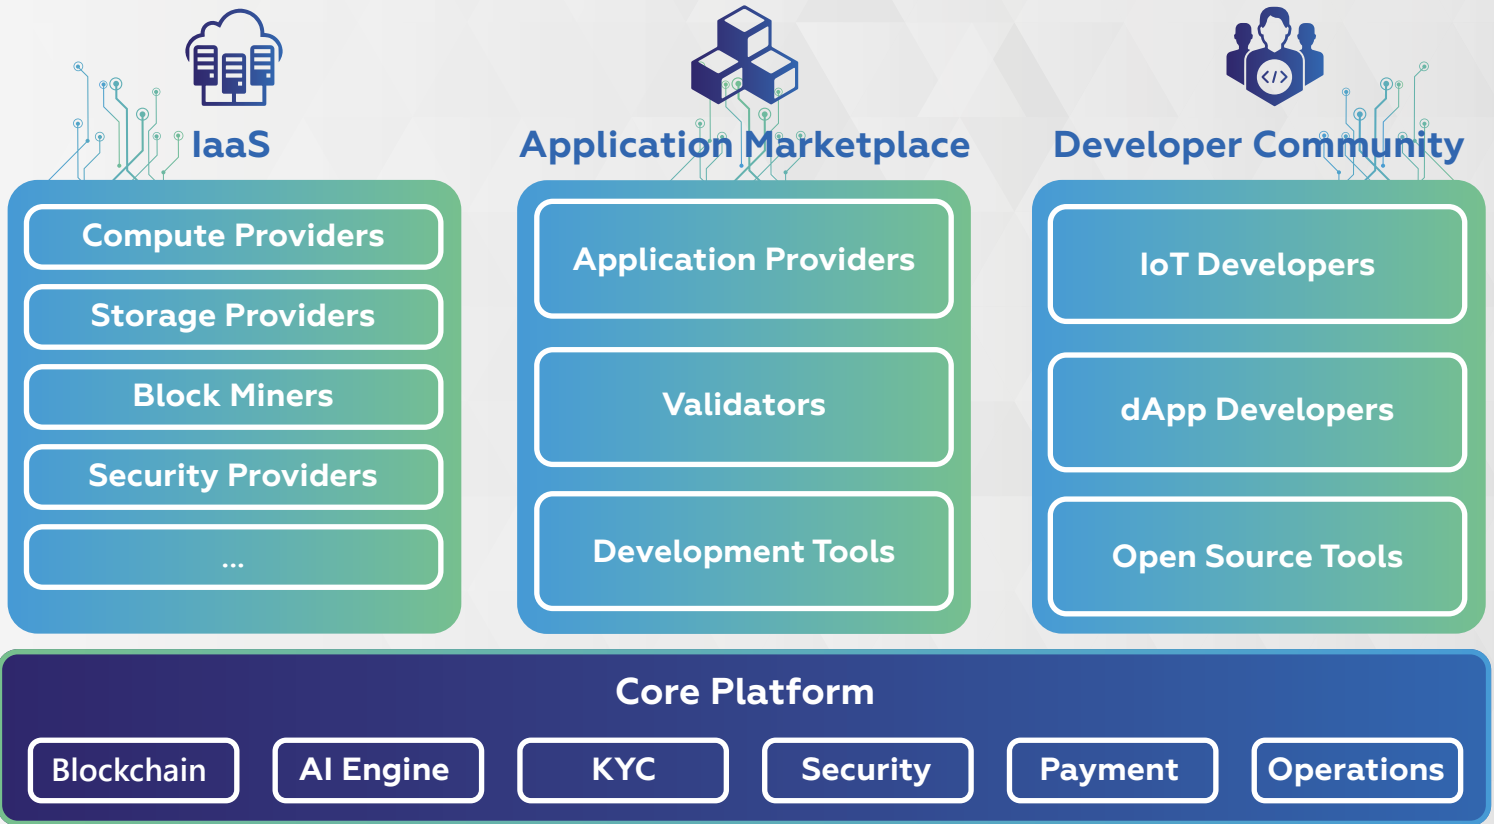 IaaS
Compute Providers
Storage Providers
Block Miners
Security Providers
...
Application Marketplace
Application Providers
Validators
Development Tools
</>
Developer Community
IoT Developers
dApp Developers
Open Source Tools
Core Platform
Blockchain
AI Engine
KYC
Security
Payment
Operations